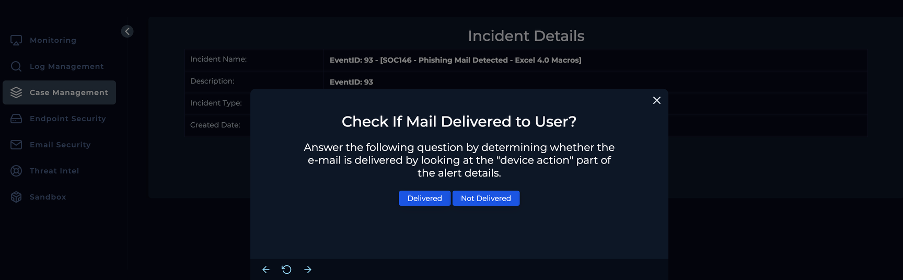 Incident Details
Monitoring
Log Management
Case Management
Endpoint Security
Email Security
Threat Intel
Sandbox
Incident Name: EventID: 93 - [SOC146 - Phishing Mail Detected - Excel 4.0 Macros]
Description: EventID: 93
Incident Type:
Created Date:
Check If Mail Delivered to User?
Answer the following question by determining whether the
e-mail is delivered by looking at the "device action" part of
the alert details.
Delivered Not Delivered